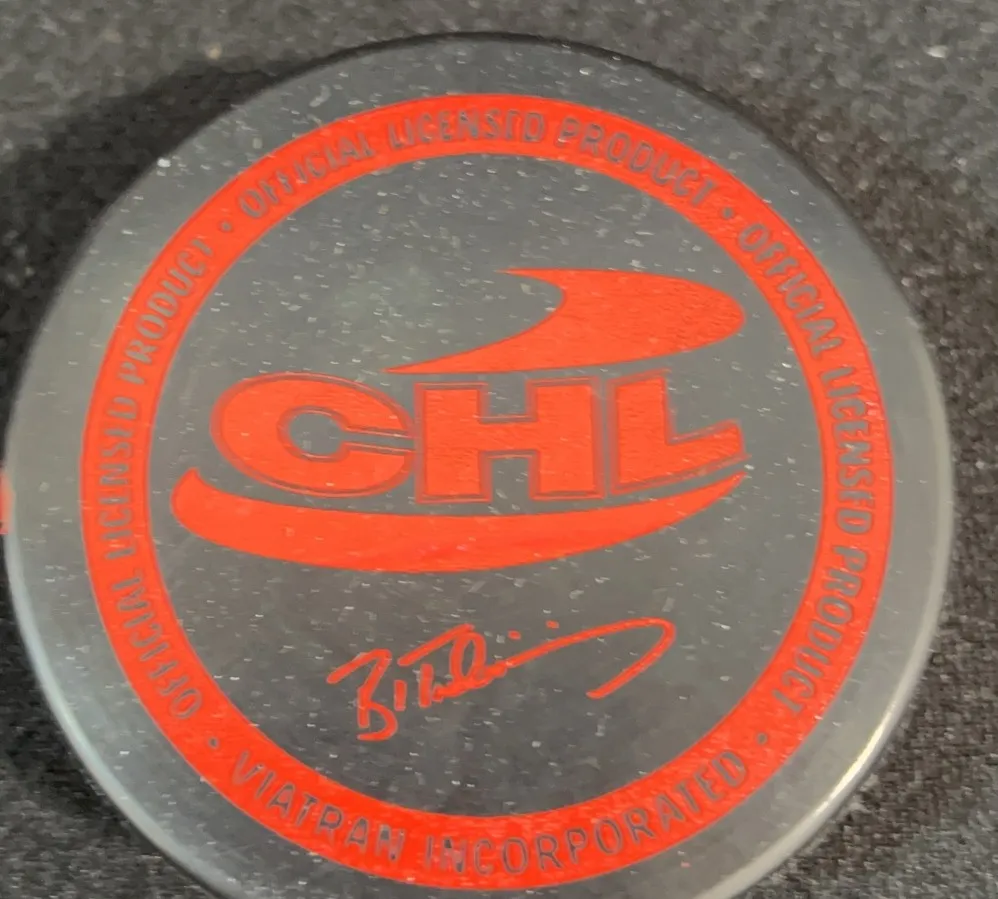 OFFICIAL LICENSED PRODUCT • OFFICIAL LICENSED PRODUCT • OFFICIAL LICENSED PRODUCT •
CHL
VIATRAN INCORPORATED